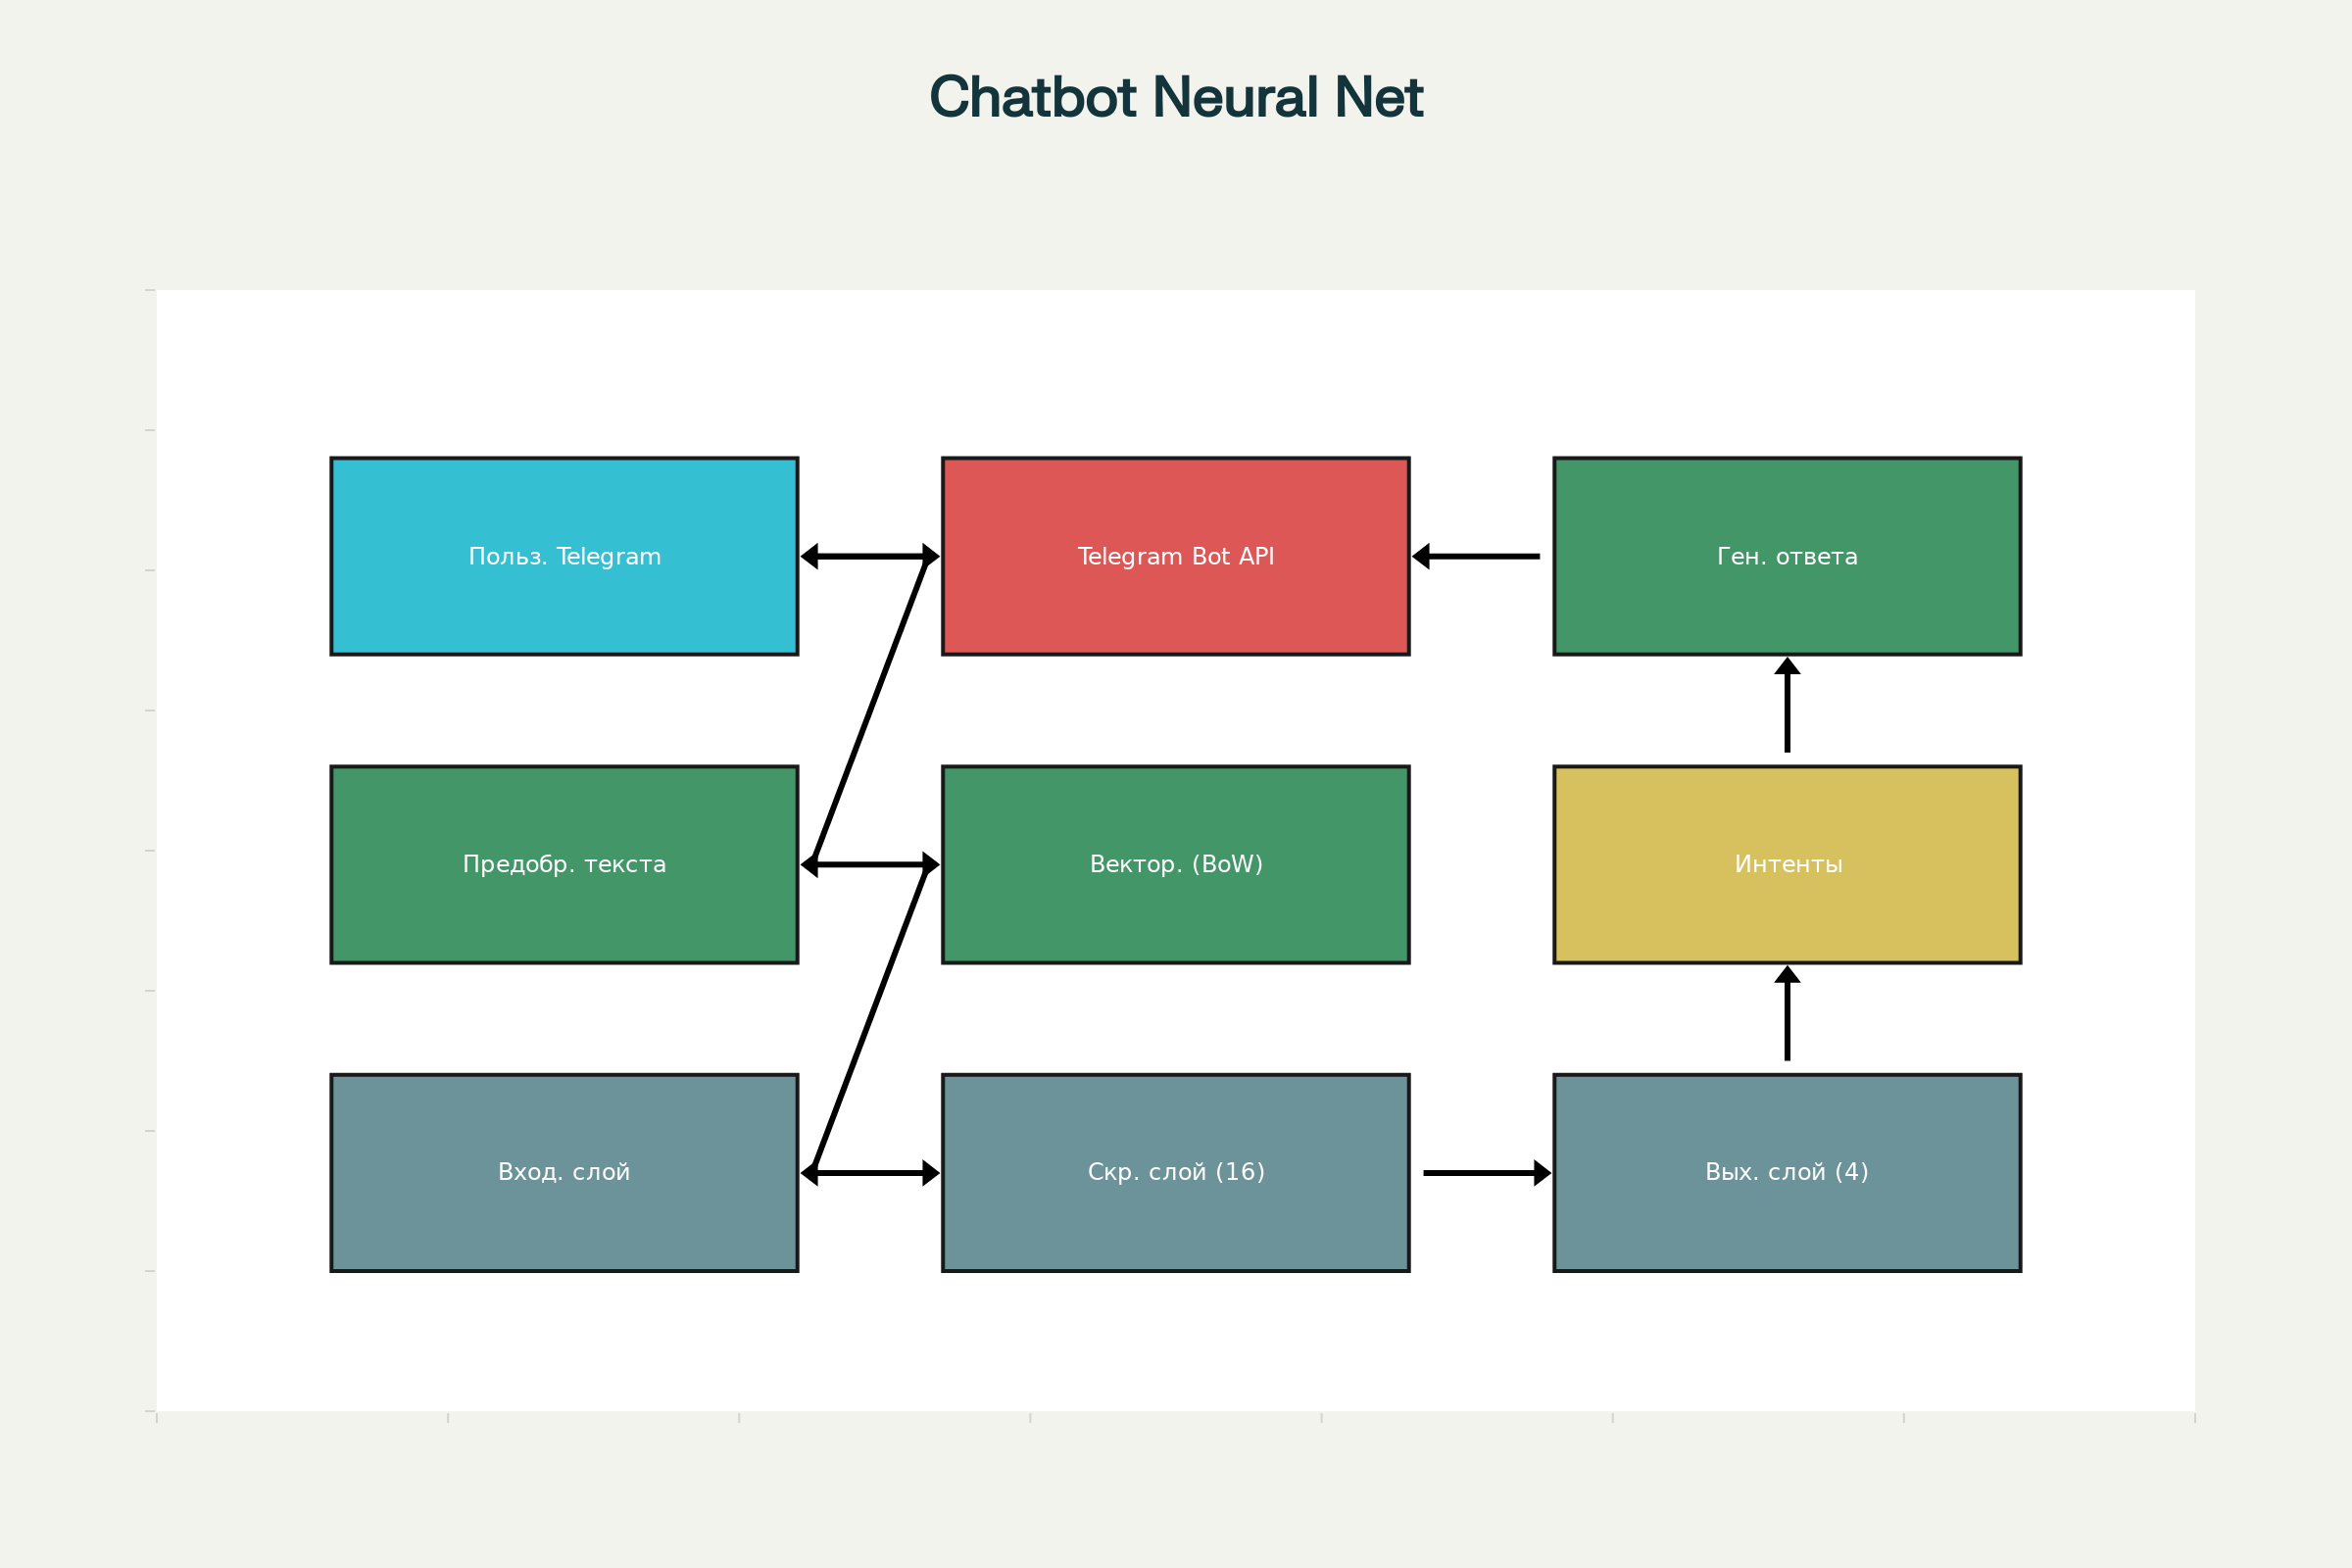 Chatbot Neural Net
Польз. Telegram
Telegram Bot API
Ген. ответа
Предобр. текста
Вектор. (BoW)
Интенты
Вход. слой
Скр. слой (16)
Вых. слой (4)